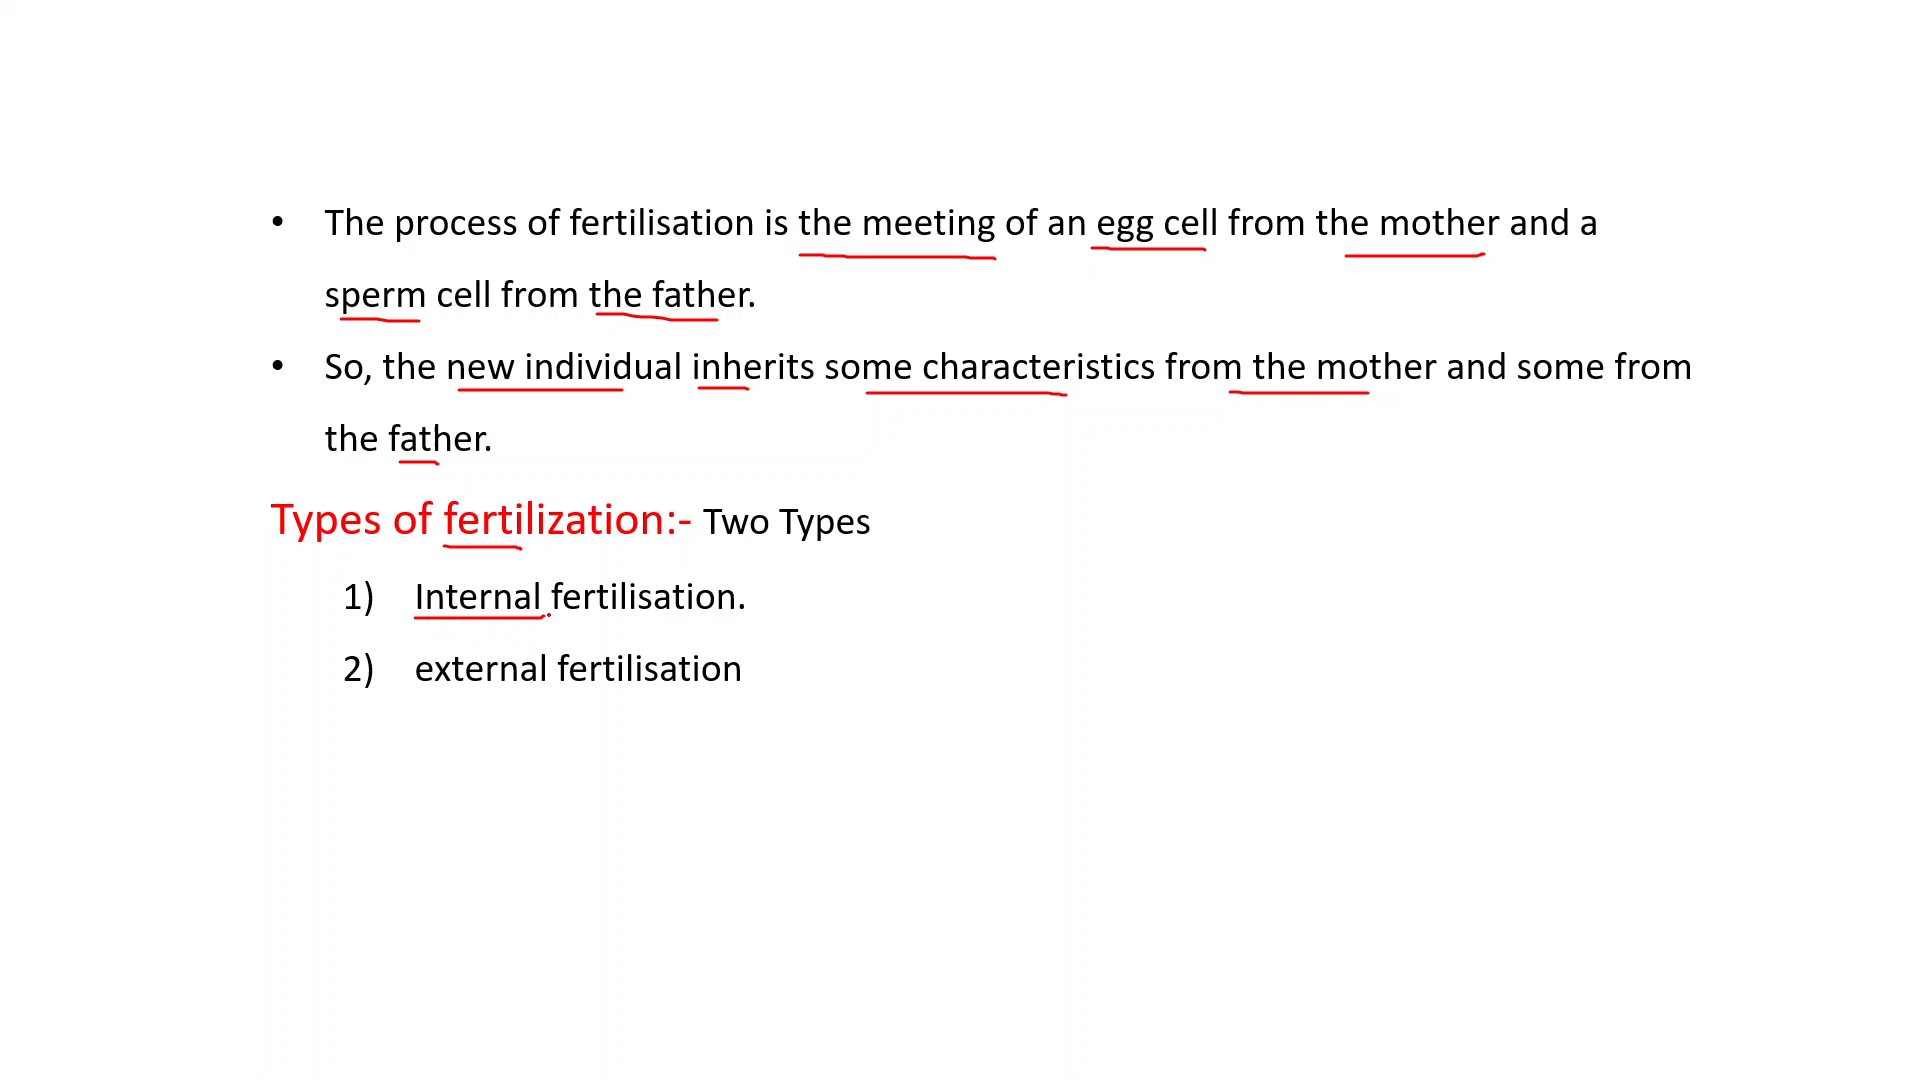 • The process of fertilisation is the meeting of an egg cell from the mother and a
sperm cell from the father.
• So, the new individual inherits some characteristics from the mother and some from
the father.
Types of fertilization:- Two Types
1) Internal fertilisation.
2) external fertilisation